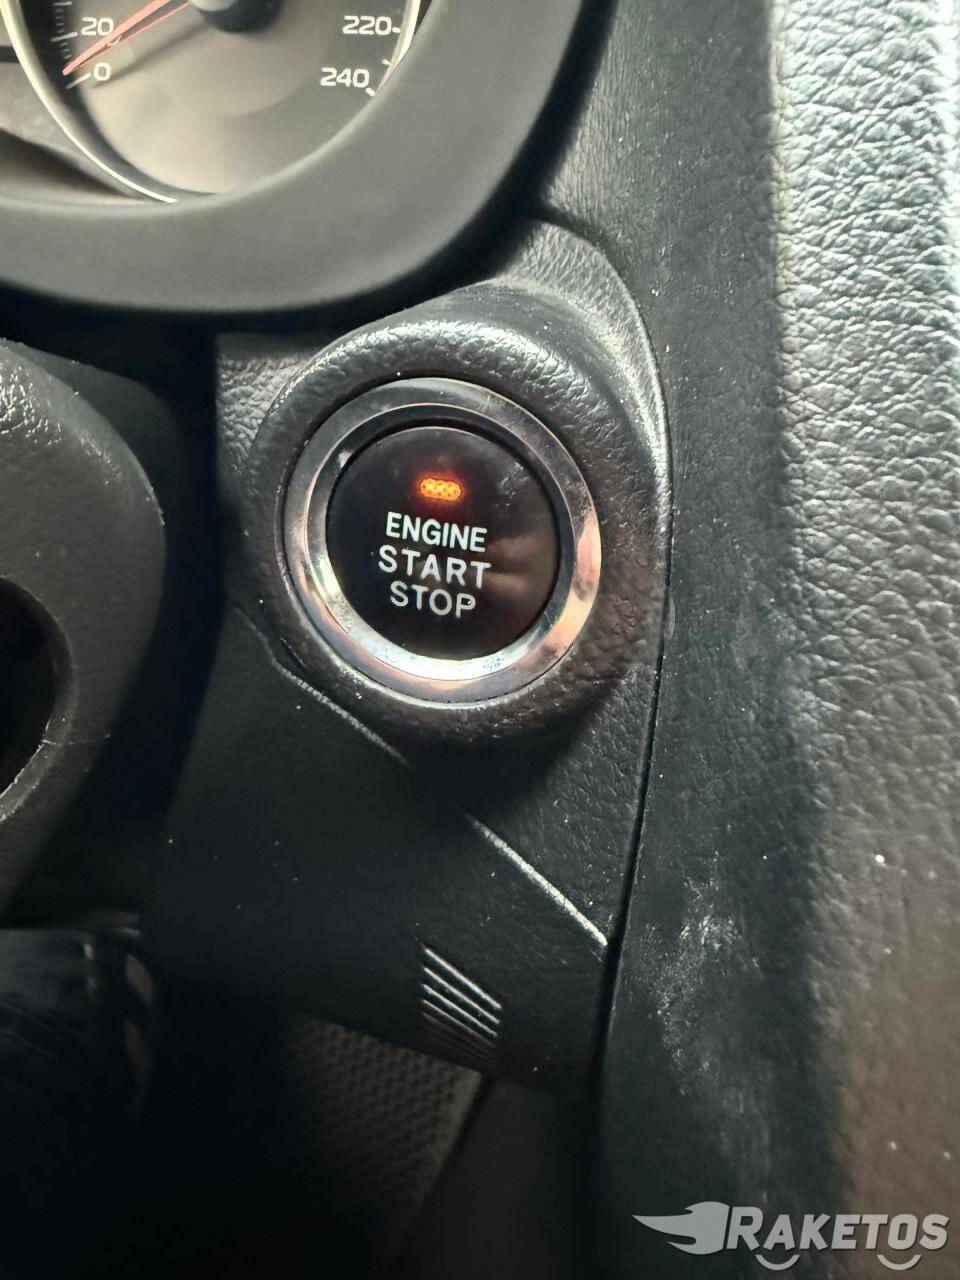 20
0
220
240
ENGINE
START
STOP
RAKETOS